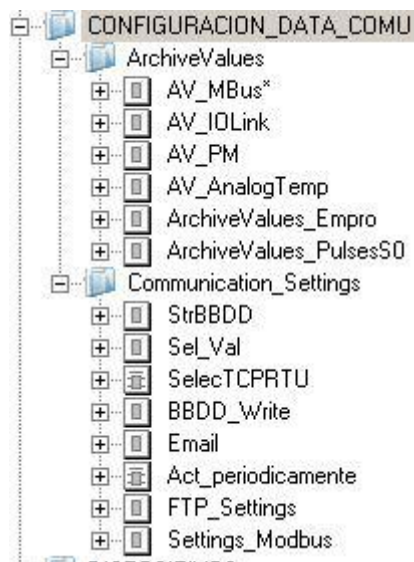 CONFIGURACION_DATA_COMU
ArchiveValues
AV_MBus*
AV_IOLink
AV_PM
AV_AnalogTemp
ArchiveValues_Empro
ArchiveValues_PulsesS0
Communication_Settings
StrBBDD
Sel_Val
SelecTCPRTU
BBDD_Write
Email
Act_periodicamente
FTP_Settings
Settings_Modbus